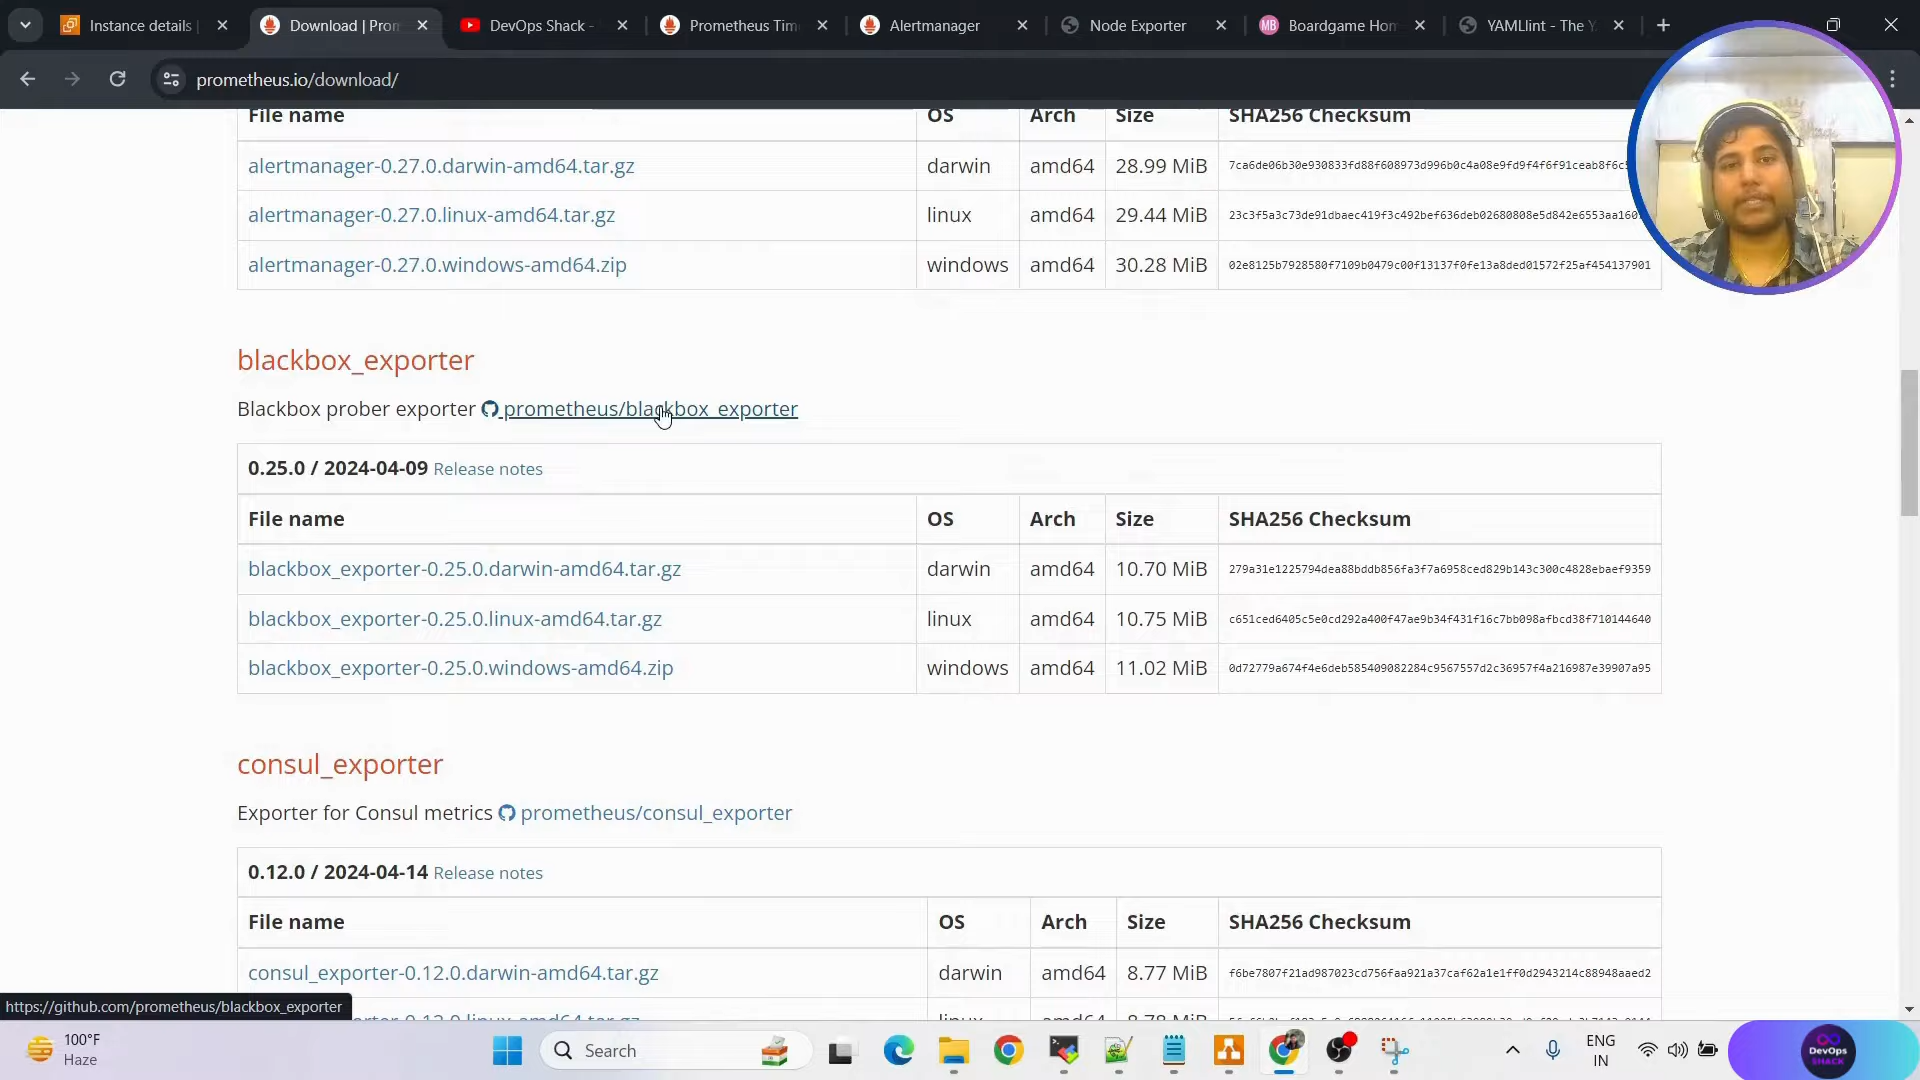 Instance details
Download | Pron
DevOps Shack -
Prometheus Tim
Alertmanager
Node Exporter
MB
Boardgame Hom
YAMLlint - The Y
prometheus.io/download/
File name OS Arch Size SHA256 Checksum
alertmanager-0.27.0.darwin-amd64.tar.gz darwin amd64 28.99 MiB
alertmanager-0.27.0.linux-amd64.tar.gz linux amd64 29.44 MiB
alertmanager-0.27.0.windows-amd64.zip windows amd64 30.28 MiB 02e8125b7928580f7109b0479c00f13137f0fe13a8ded01572f25af454137901
blackbox_exporter
Blackbox prober exporter prometheus/blackbox_exporter
0.25.0 / 2024-04-09 Release notes
File name OS Arch Size SHA256 Checksum
blackbox_exporter-0.25.0.darwin-amd64.tar.gz darwin amd64 10.70 MiB 279a31e1225794dea88bddb856fa3f7a6958ced829b143c300c4828ebaef9359
blackbox_exporter-0.25.0.linux-amd64.tar.gz linux amd64 10.75 MiB c651ced6405c5e0cd292a400f47ae9b34f431f16c7bb098afbcd38f710144640
blackbox_exporter-0.25.0.windows-amd64.zip windows amd64 11.02 MiB 0d72779a674f4e6deb585409082284c9567557d2c36957f4a216987e39907a95
consul_exporter
Exporter for Consul metrics prometheus/consul_exporter
0.12.0 / 2024-04-14 Release notes
File name OS Arch Size SHA256 Checksum
consul_exporter-0.12.0.darwin-amd64.tar.gz darwin amd64 8.77 MiB f6be7807f21ad987023cd756faa921a37caf62a1e1ff0d2943214c88948aaed2
https://github.com/prometheus/blackbox_exporter
100°F
Haze
Search
ENG
IN
DevOps
SHACK